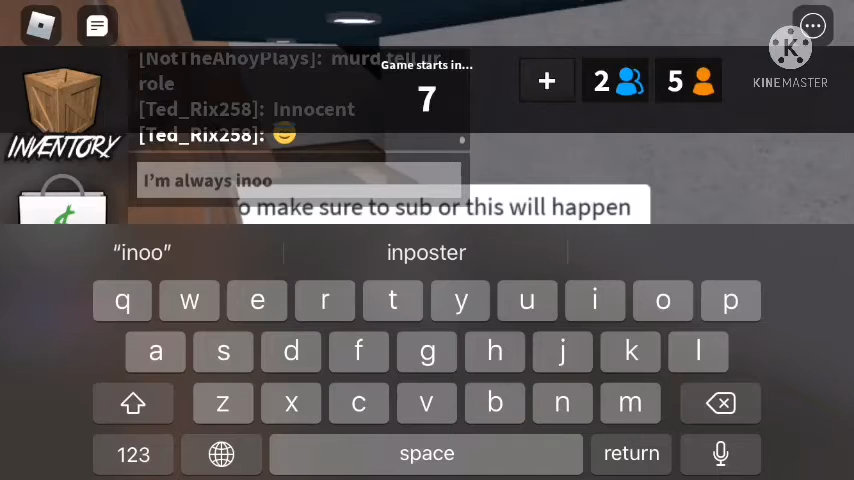 [NotTheAhoyPlays]: murd tell ur
role
[Ted_Rix258]: Innocent
[Ted_Rix258]: 😇
Game starts in...
7
+
2
5
K
KINEMASTER
INVENTORY
I'm always inoo
o make sure to sub or this will happen
"inoo"
inposter
q w e r t y u i o p
a s d f g h j k l
z x c v b n m
123 space return